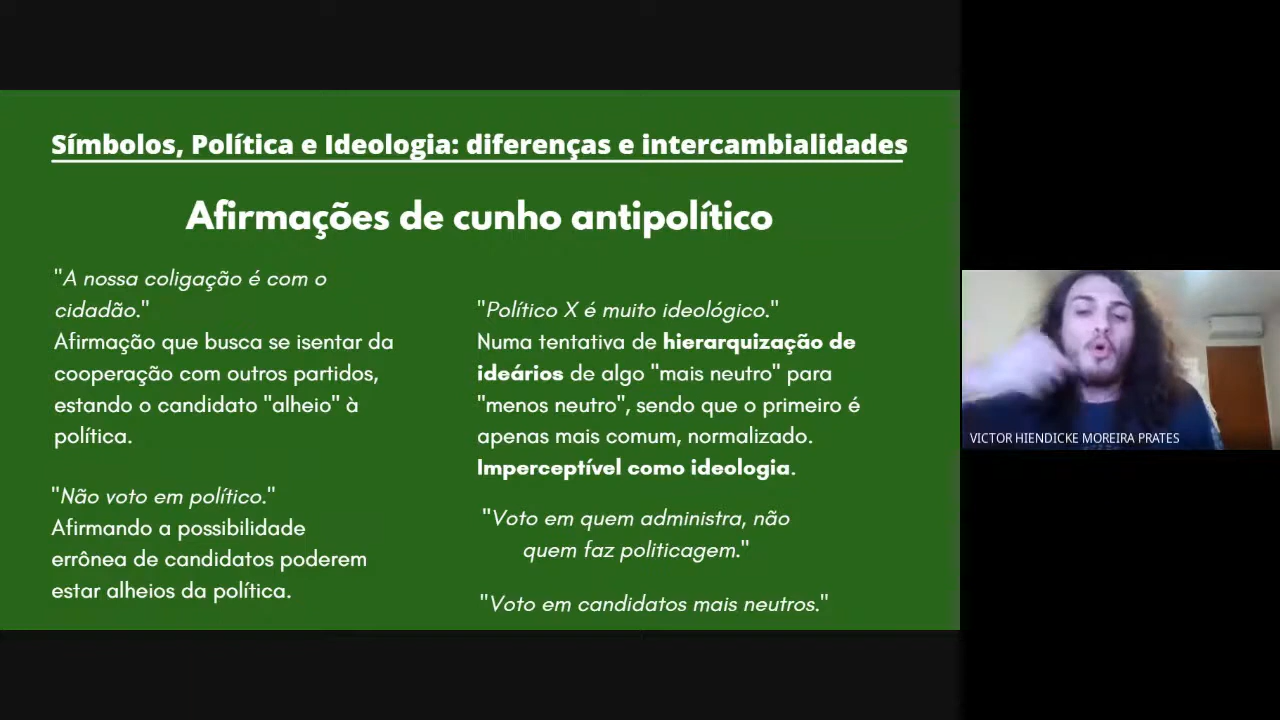 Símbolos, Política e Ideologia: diferenças e intercambialidades
Afirmações de cunho antipolítico
"A nossa coligação é com o
cidadão."
Afirmação que busca se isentar da
cooperação com outros partidos,
estando o candidato "alheio" à
política.
"Não voto em político."
Afirmando a possibilidade
errônea de candidatos poderem
estar alheios da política.
"Político X é muito ideológico."
Numa tentativa de hierarquização de
ideários de algo "mais neutro" para
"menos neutro", sendo que o primeiro é
apenas mais comum, normalizado.
Imperceptível como ideologia.
"Voto em quem administra, não
quem faz politicagem."
"Voto em candidatos mais neutros."
VICTOR HIENDICKE MOREIRA PRATES